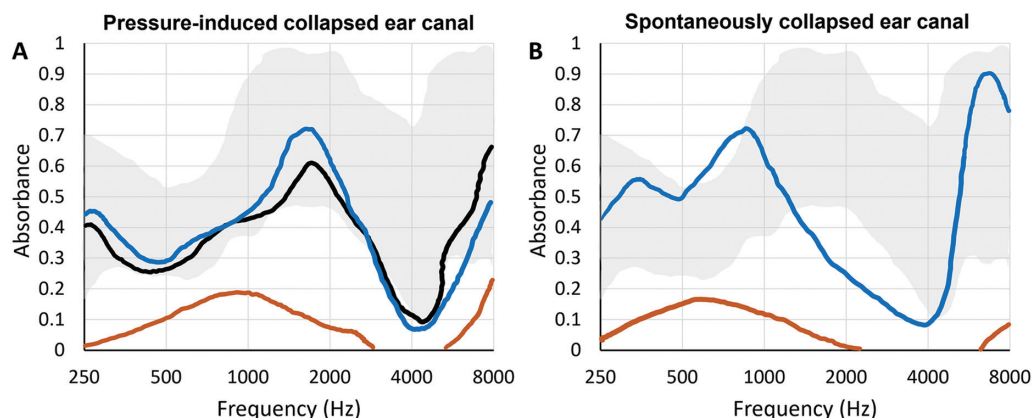 Pressure-induced collapsed ear canal
A
Absorbance
1
0.9
0.8
0.7
0.6
0.5
0.4
0.3
0.2
0.1
0
250 500 1000 2000 4000 8000
Frequency (Hz)
Spontaneously collapsed ear canal
B
Absorbance
1
0.9
0.8
0.7
0.6
0.5
0.4
0.3
0.2
0.1
0
250 500 1000 2000 4000 8000
Frequency (Hz)